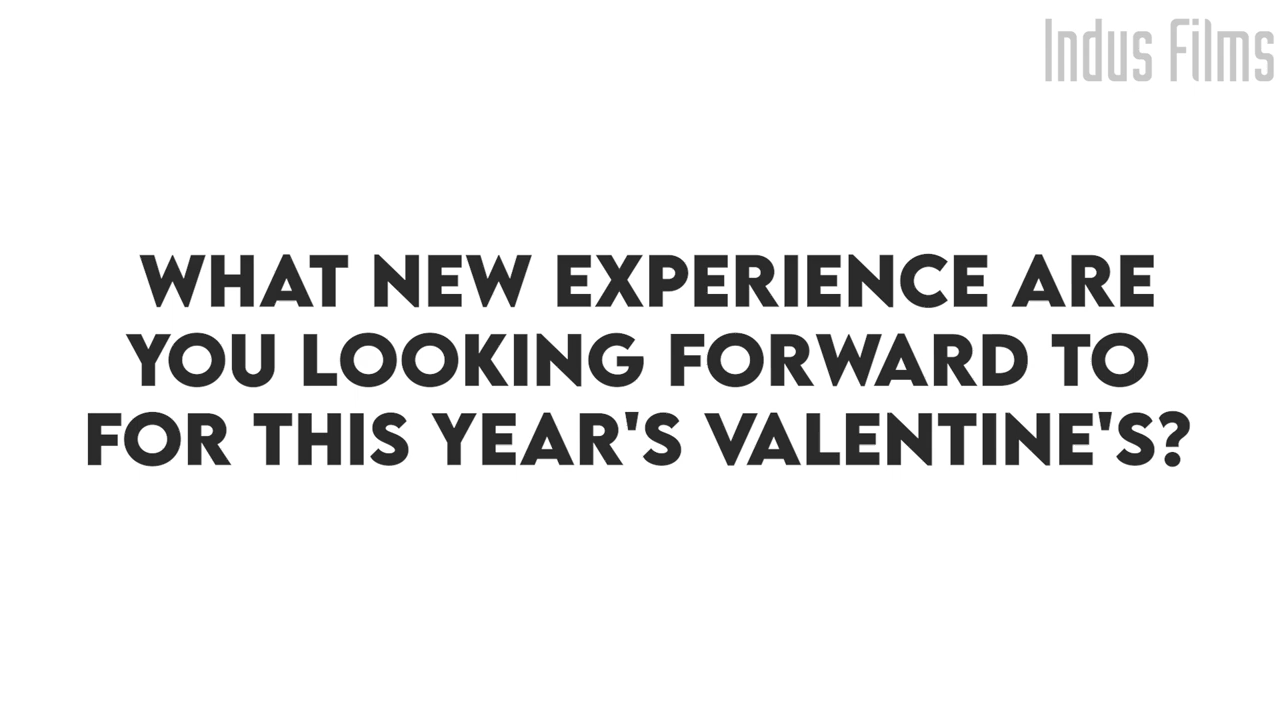 Indus Films
WHAT NEW EXPERIENCE ARE
YOU LOOKING FORWARD TO
FOR THIS YEAR'S VALENTINE'S?